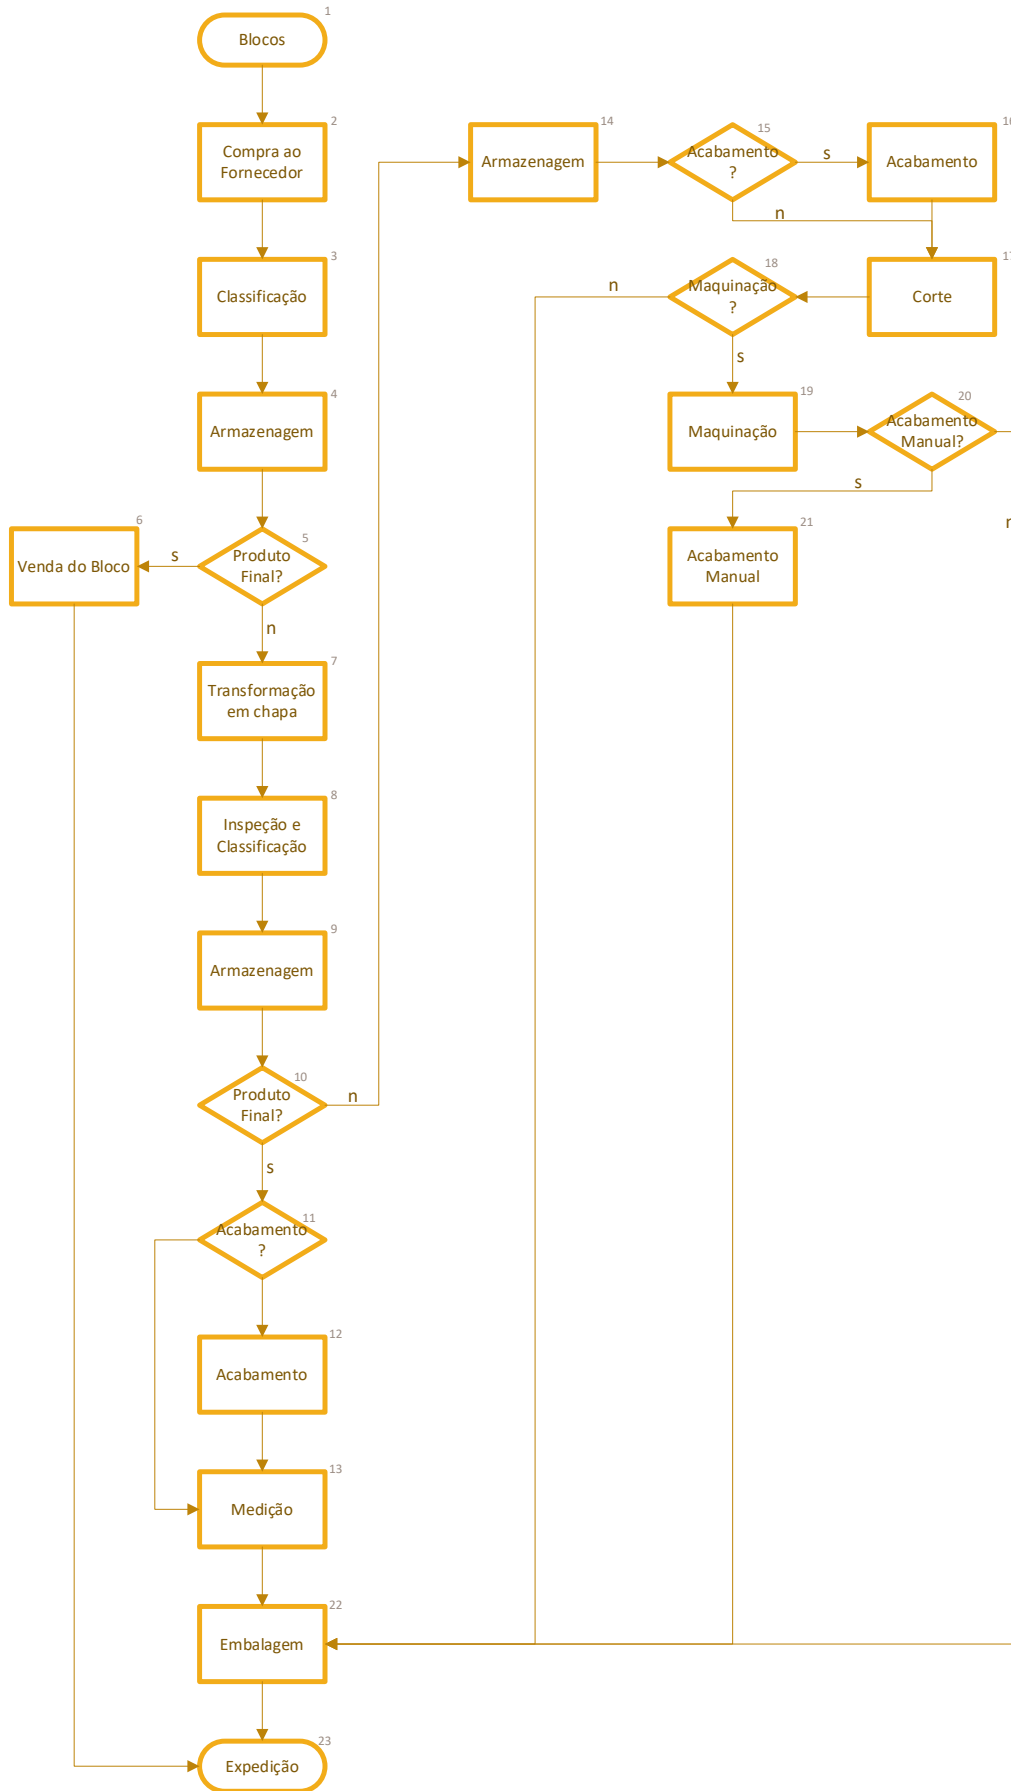 1
Blocos
2
Compra ao
Fornecedor
3
Classificação
4
Armazenagem
5
Produto
Final?
s
n
6
Venda do Bloco
7
Transformação
em chapa
8
Inspeção e
Classificação
9
Armazenagem
10
Produto
Final?
n
s
11
Acabamento
?
12
Acabamento
13
Medição
14
Armazenagem
15
Acabamento
?
s
n
16
Acabamento
17
Corte
18
Maquinação
?
n
s
19
Maquinação
20
Acabamento
Manual?
s
n
21
Acabamento
Manual
22
Embalagem
23
Expedição